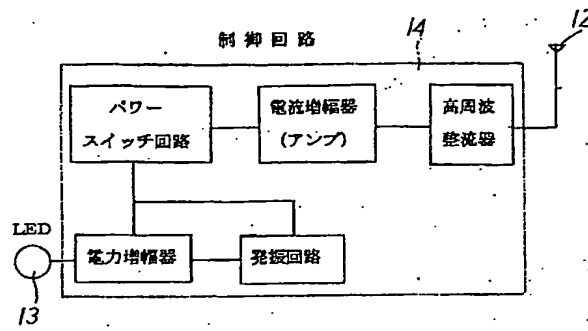 制御回路
14
12
パワー
スイッチ回路
電流増幅器
(アンプ)
高周波
整流器
LED
電力増幅器
発振回路
13